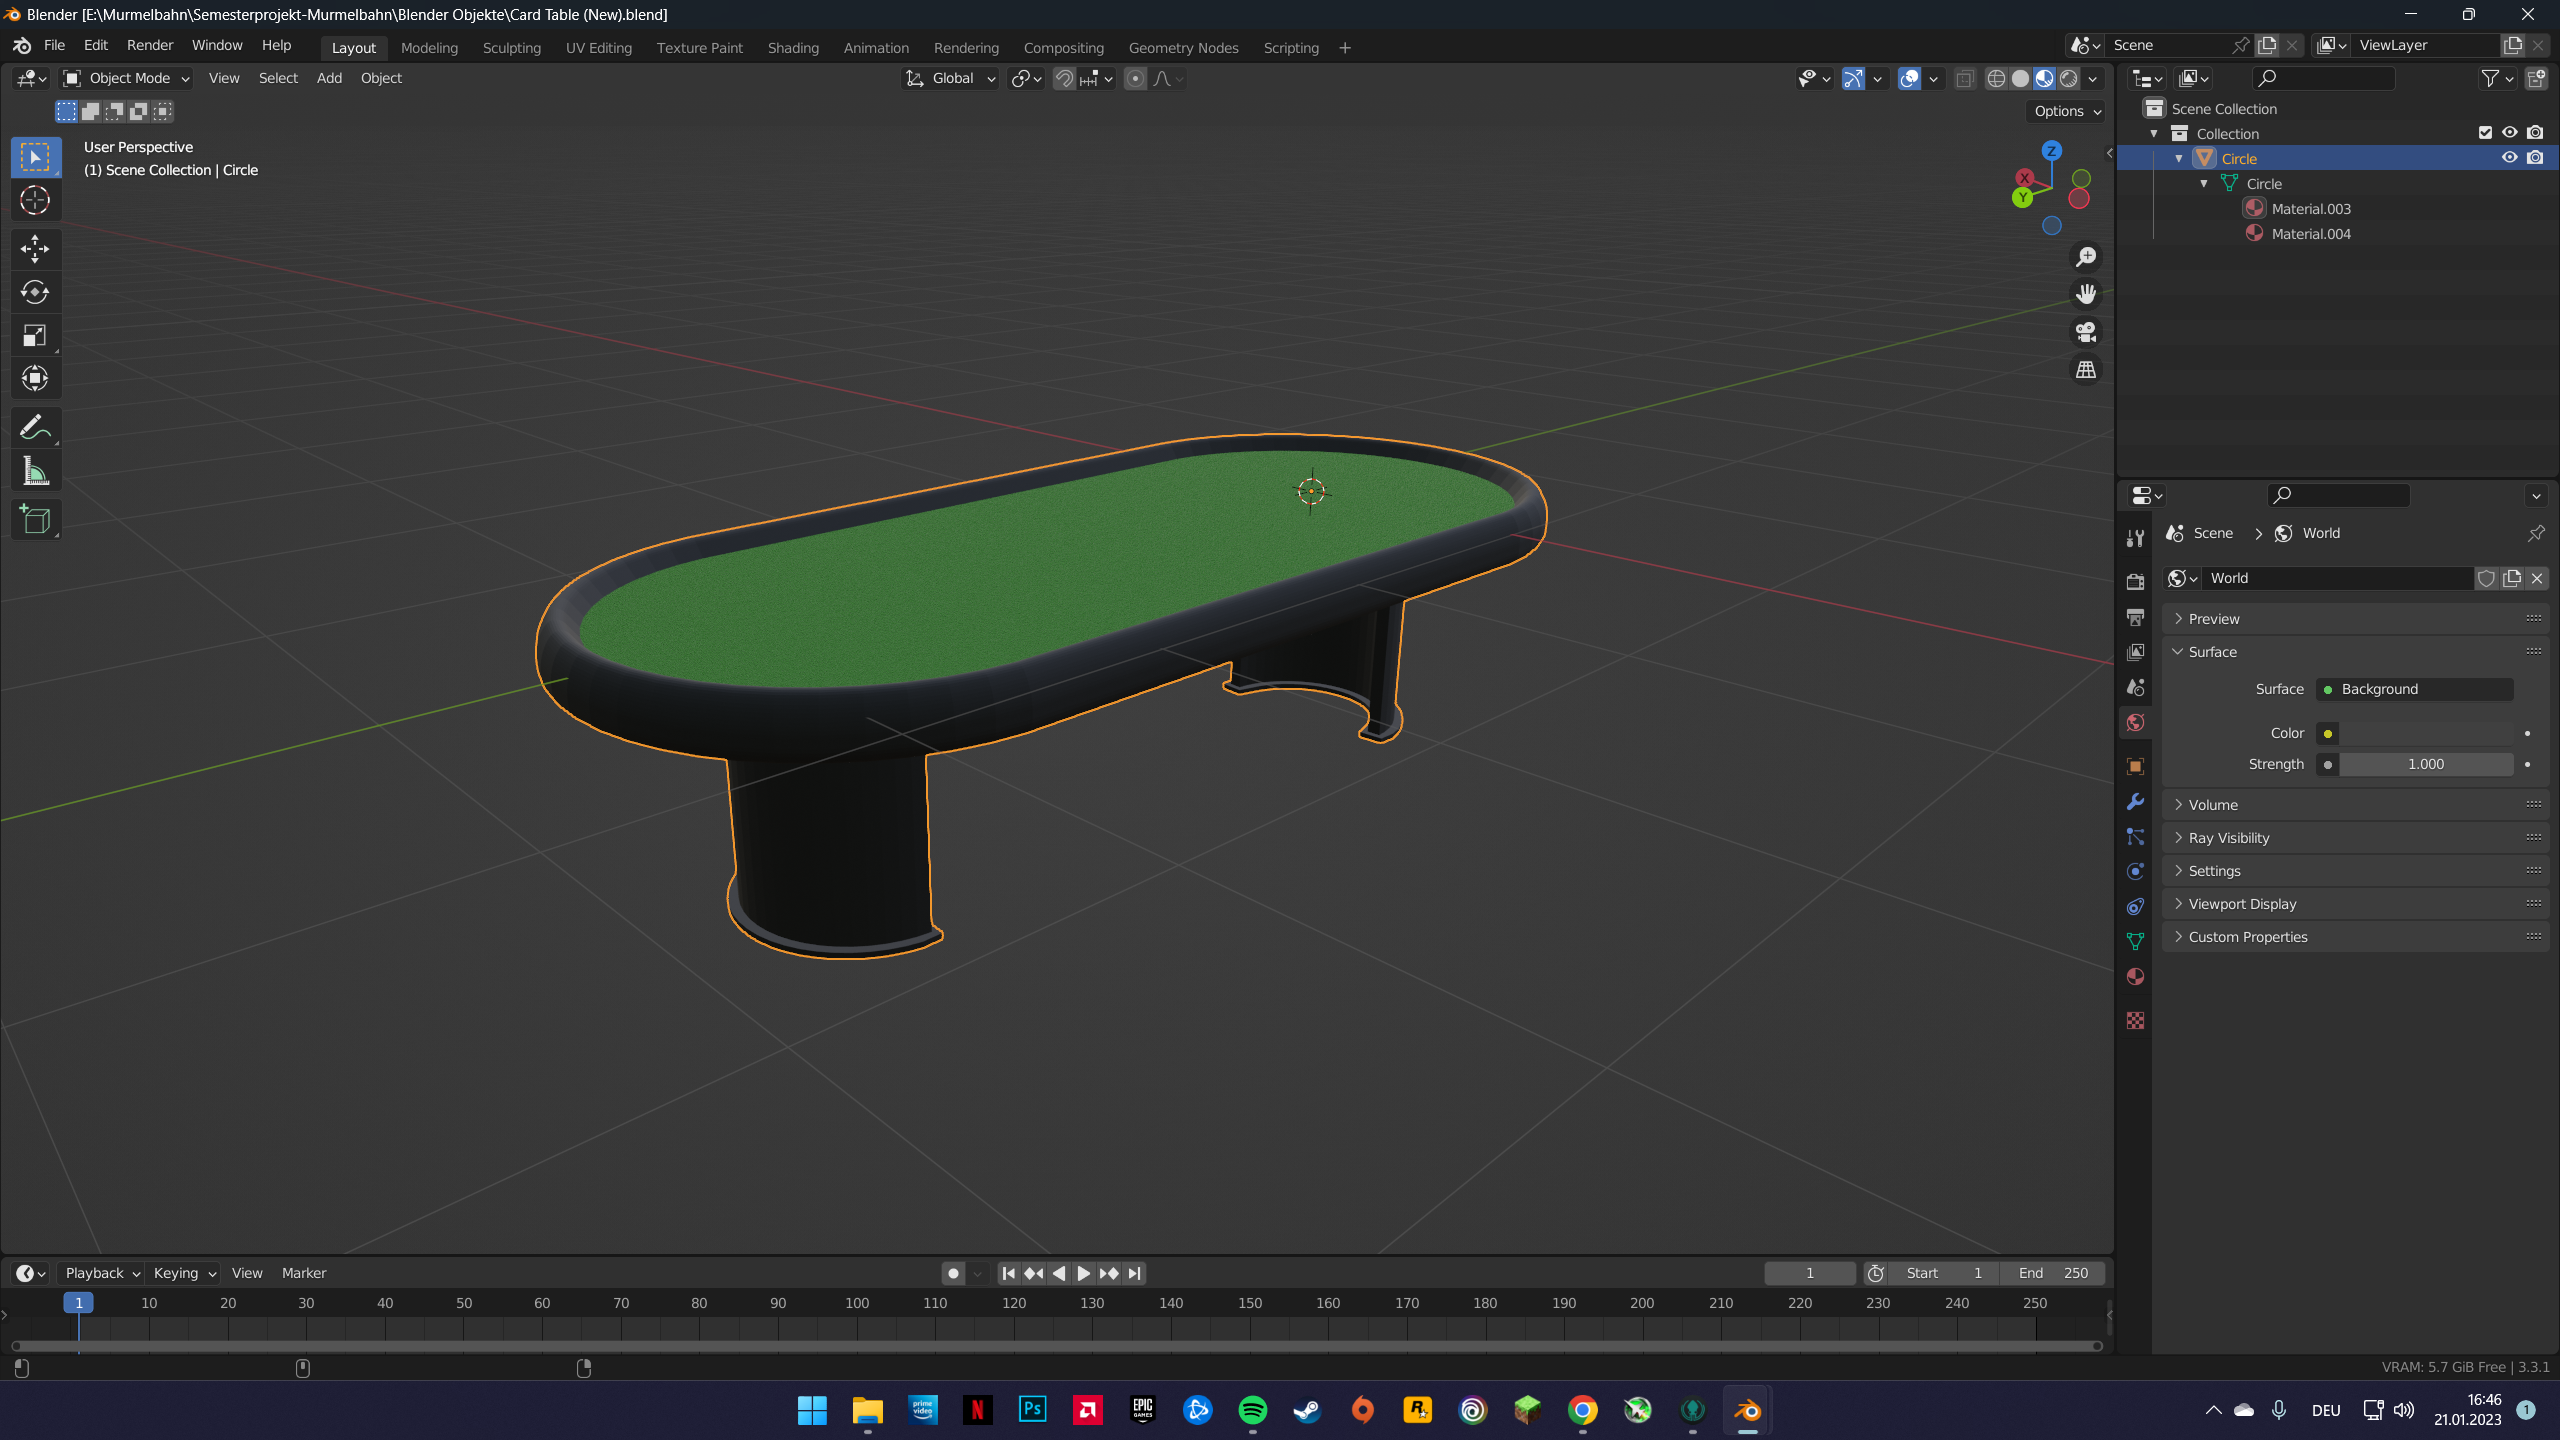 Blender [E:\Murmelbahn\Semesterprojekt-Murmelbahn\Blender Objekte\Card Table (New).blend]
File Edit Render Window Help Layout Modeling Sculpting UV Editing Texture Paint Shading Animation Rendering Compositing Geometry Nodes Scripting + Scene ViewLayer
Object Mode View Select Add Object Global
Options
User Perspective
(1) Scene Collection | Circle
Z
X
Y
Scene Collection
Collection
Circle
Circle
Material.003
Material.004
Scene > World
World
Preview
Surface
Surface Background
Color
Strength 1.000
Volume
Ray Visibility
Settings
Viewport Display
Custom Properties
Playback Keying View Marker 1 Start 1 End 250
1 10 20 30 40 50 60 70 80 90 100 110 120 130 140 150 160 170 180 190 200 210 220 230 240 250
VRAM: 5.7 GiB Free | 3.3.1
prime video
N
Ps
EPIC GAMES
R
DEU
16:46
21.01.2023
1